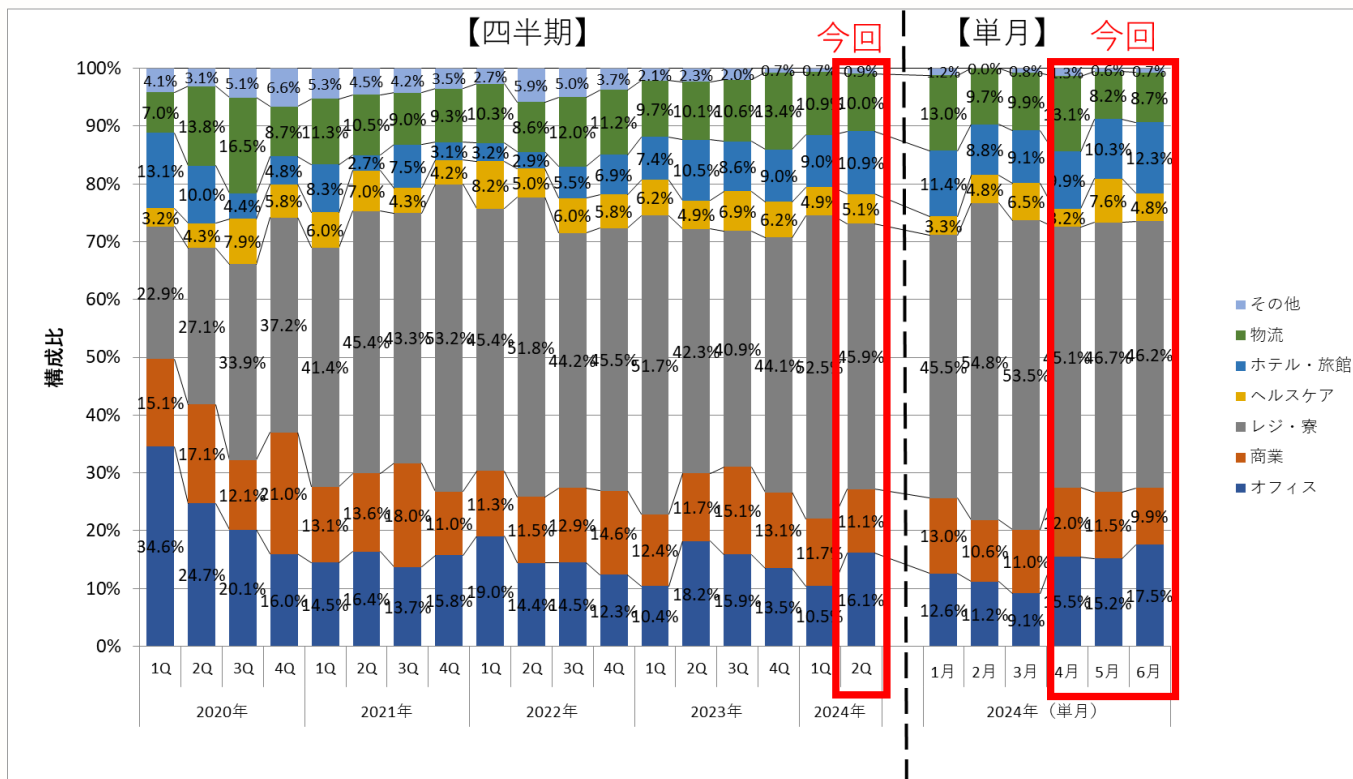 【四半期】 今回 【単月】 今回
100%
90%
80%
70%
60%
50%
40%
30%
20%
10%
0%
構成比
4.1% 3.1% 5.1% 6.6% 5.3% 4.5% 4.2% 3.5% 2.7% 5.9% 5.0% 3.7% 2.1% 2.3% 2.0% 0.7% 0.7% 0.9% 1.2% 0.0% 0.8% 1.3% 0.6% 0.7%
7.0% 13.8% 16.5% 8.7% 11.3% 10.5% 9.0% 9.3% 10.3% 8.6% 12.0% 11.2% 9.7% 10.1% 10.6% 13.4% 10.9% 10.0% 13.0% 9.7% 9.9% 13.1% 8.2% 8.7%
13.1% 10.0% 4.4% 4.8% 8.3% 2.7% 7.5% 3.1% 3.2% 2.9% 5.5% 6.9% 7.4% 10.5% 8.6% 9.0% 9.0% 10.9% 11.4% 8.8% 9.1% 9.9% 10.3% 12.3%
3.2% 4.3% 7.9% 5.8% 6.0% 7.0% 4.3% 4.2% 8.2% 5.0% 6.0% 5.8% 6.2% 4.9% 6.9% 6.2% 4.9% 5.1% 3.3% 4.8% 6.5% 3.2% 7.6% 4.8%
22.9% 27.1% 33.9% 37.2% 41.4% 45.4% 43.3% 53.2% 45.4% 51.8% 44.2% 45.5% 51.7% 42.3% 40.9% 44.1% 52.5% 45.9% 45.5% 54.8% 53.5% 45.1% 46.7% 46.2%
15.1% 17.1% 12.1% 21.0% 13.1% 13.6% 18.0% 11.0% 11.3% 11.5% 12.9% 14.6% 12.4% 11.7% 15.1% 13.1% 11.7% 11.1% 13.0% 10.6% 11.0% 12.0% 11.5% 9.9%
34.6% 24.7% 20.1% 16.0% 14.5% 16.4% 13.7% 15.8% 19.0% 14.4% 14.5% 12.3% 10.4% 18.2% 15.9% 13.5% 10.5% 16.1% 12.6% 11.2% 9.1% 15.5% 15.2% 17.5%
1Q 2Q 3Q 4Q 1Q 2Q 3Q 4Q 1Q 2Q 3Q 4Q 1Q 2Q 3Q 4Q 1Q 2Q 1月 2月 3月 4月 5月 6月
2020年 2021年 2022年 2023年 2024年 2024年（単月）
その他
物流
ホテル・旅館
ヘルスケア
レジ・寮
商業
オフィス